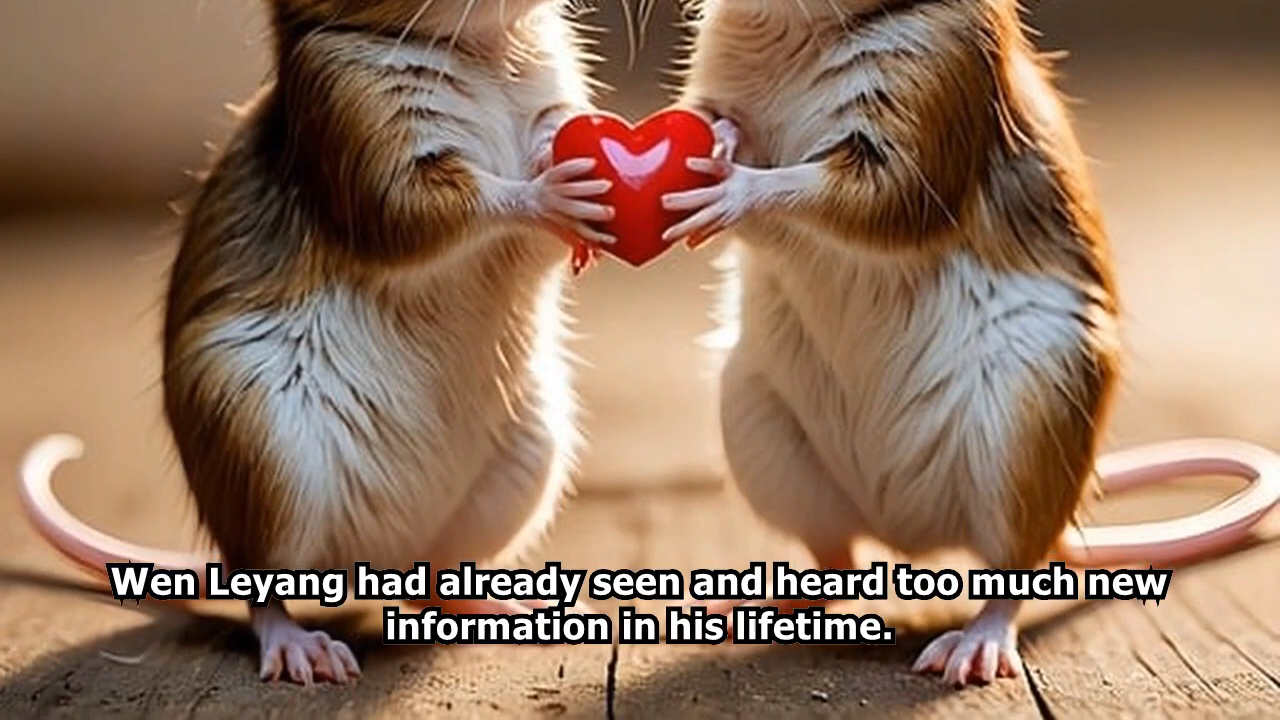 Wen Leyang had already seen and heard too much new
information in his lifetime.